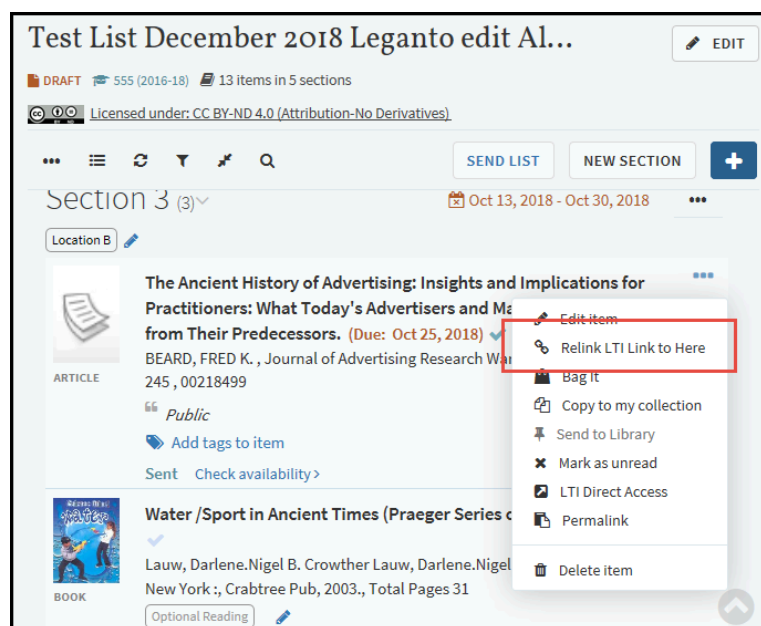 Test List December 2018 Leganto edit Al...
EDIT
DRAFT 555 (2016-18) 13 items in 5 sections
Licensed under: CC BY-ND 4.0 (Attribution-No Derivatives)
SEND LIST NEW SECTION
Section 3 (3) Oct 13, 2018 - Oct 30, 2018
Location B
The Ancient History of Advertising: Insights and Implications for
Practitioners: What Today's Advertisers and Ma
from Their Predecessors. (Due: Oct 25, 2018)
BEARD, FRED K. , Journal of Advertising Research War
245 , 00218499
ARTICLE
Public
Add tags to item
Sent Check availability >
Edit item
Relink LTI Link to Here
Bag It
Copy to my collection
Send to Library
Mark as unread
LTI Direct Access
Permalink
Delete item
Water /Sport in Ancient Times (Praeger Series o
Lauw, Darlene.Nigel B. Crowther Lauw, Darlene.Nigel
New York :, Crabtree Pub, 2003., Total Pages 31
BOOK
Optional Reading